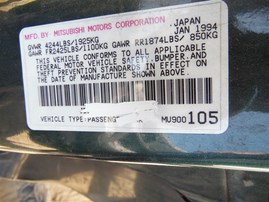 MFD. BY MITSUBISHI MOTORS CORPORATION , JAPAN
JAN 1994
GVWR 4244LBS/1925KG
GAWR FR2425LBS/1100KG GAWR RR1874LBS/ 850KG
THIS VEHICLE CONFORMS TO ALL APPLICABLE
FEDERAL MOTOR VEHICLE SAFETY,BUMPER,AND
THEFT PREVENTION STANDARDS IN EFFECT ON THE
DATE OF MANUFACTURE SHOWN ABOVE.
VEHICLE TYPE:PASSENGER
MU900105